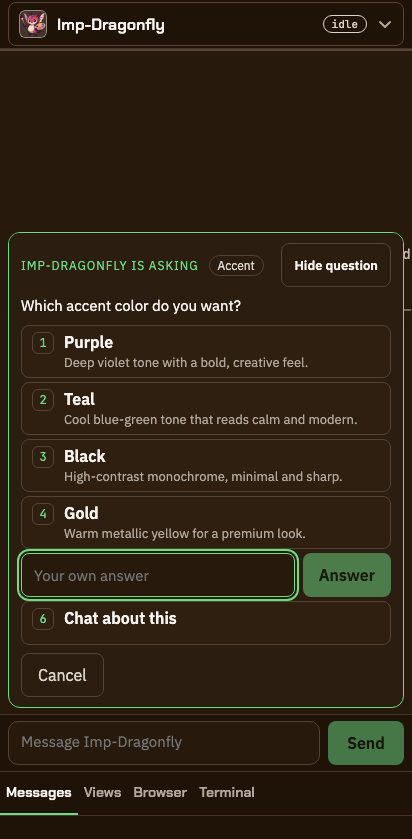 Imp-Dragonfly
idle
IMP-DRAGONFLY IS ASKING
Accent
Hide question
Which accent color do you want?
1 Purple
Deep violet tone with a bold, creative feel.
2 Teal
Cool blue-green tone that reads calm and modern.
3 Black
High-contrast monochrome, minimal and sharp.
4 Gold
Warm metallic yellow for a premium look.
Your own answer
Answer
6 Chat about this
Cancel
Message Imp-Dragonfly
Send
Messages Views Browser Terminal